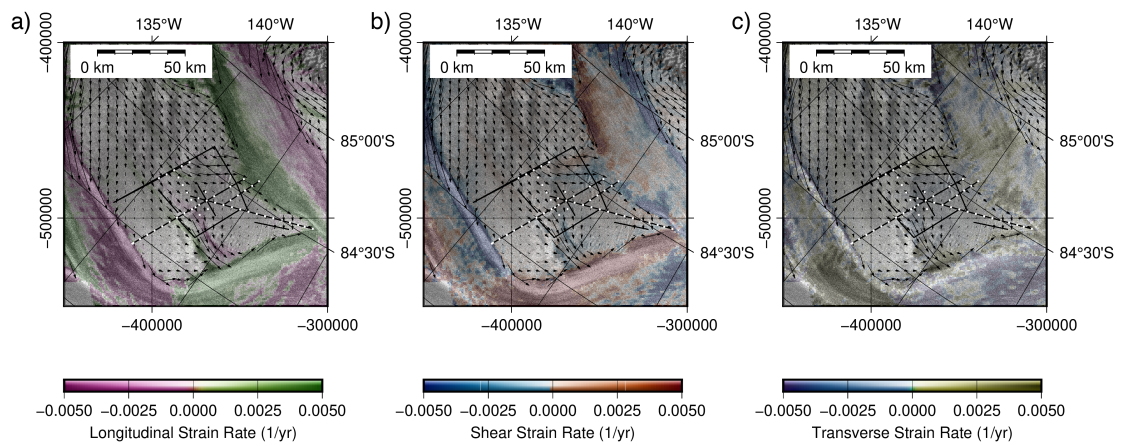 a)
135°W
140°W
−400000
0 km
50 km
85°00'S
−500000
84°30'S
−400000
−300000
−0.0050
−0.0025
0.0000
0.0025
0.0050
Longitudinal Strain Rate (1/yr)
b)
135°W
140°W
−400000
0 km
50 km
85°00'S
−500000
84°30'S
−400000
−300000
−0.0050
−0.0025
0.0000
0.0025
0.0050
Shear Strain Rate (1/yr)
c)
135°W
140°W
−400000
0 km
50 km
85°00'S
−500000
84°30'S
−400000
−300000
−0.0050
−0.0025
0.0000
0.0025
0.0050
Transverse Strain Rate (1/yr)